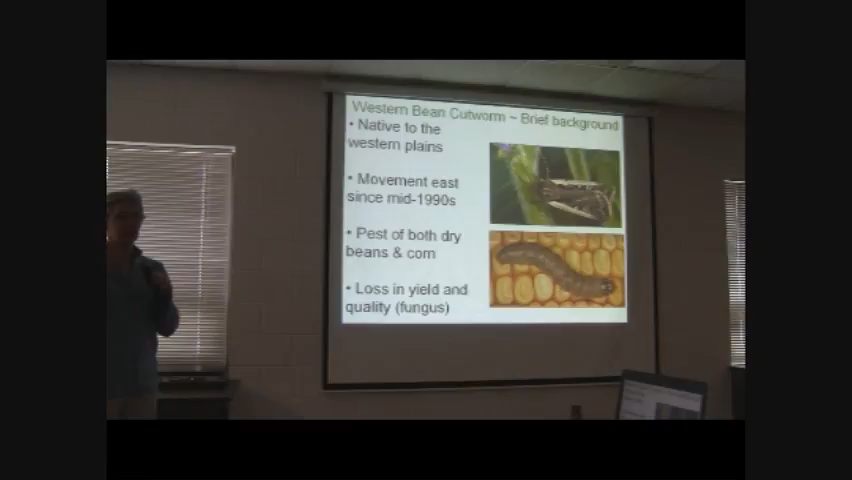 Western Bean Cutworm ~ Brief background
• Native to the
western plains
• Movement east
since mid-1990s
• Pest of both dry
beans & corn
• Loss in yield and
quality (fungus)